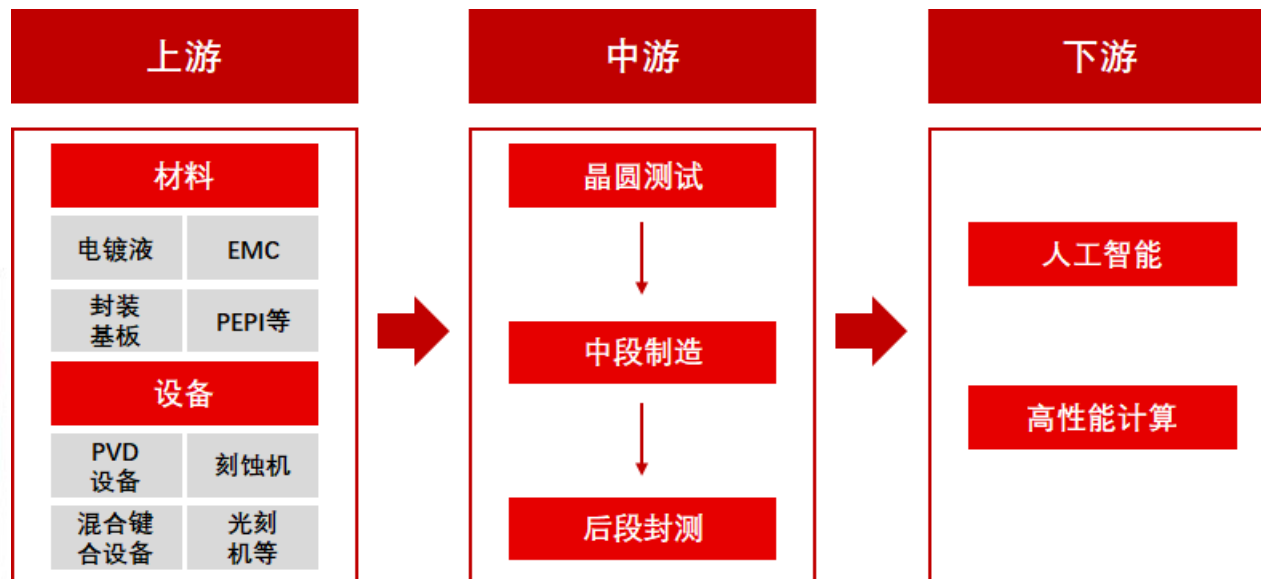 上游
材料
电镀液
EMC
封装
基板
PEPI等
设备
PVD
设备
刻蚀机
混合键
合设备
光刻
机等
中游
晶圆测试
中段制造
后段封测
下游
人工智能
高性能计算